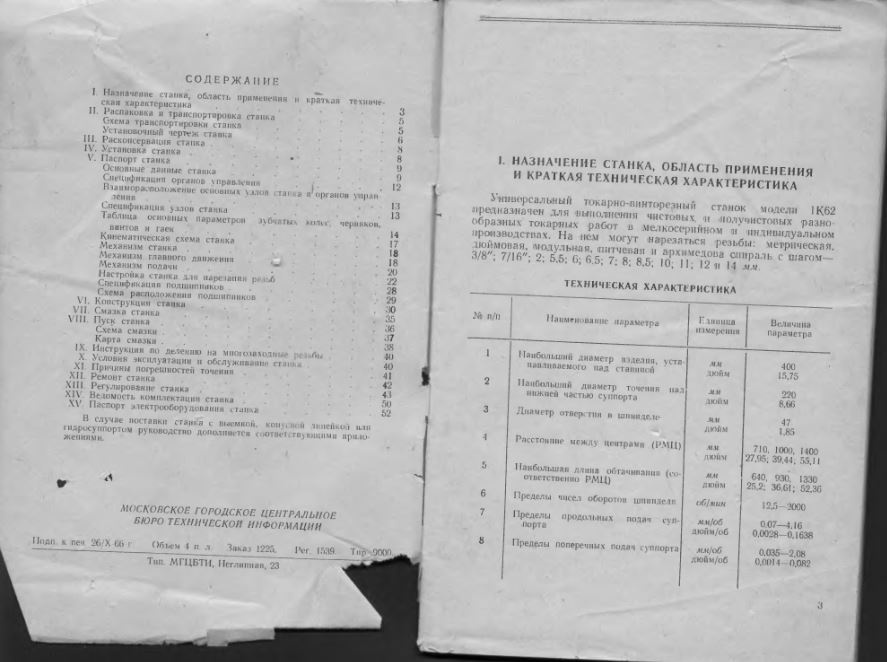 СОДЕРЖАНИЕ
I. Назначение станка, область применения и краткая техниче-
ская характеристика 3
II. Распаковка и транспортировка станка 5
Схема транспортировки станка 5
Установочный чертеж станка 6
III. Расконсервация станка 8
IV. Установка станка 8
V. Паспорт станка 9
Основные данные станка 9
Спецификация органов управления 12
Взаиморасположение основных узлов станка и органов управ-
ления 13
Спецификация узлов станка 13
Таблица основных параметров зубчатых колес, червяков,
винтов и гаек 14
Кинематическая схема станка 17
Механизм станка 18
Механизм главного движения 18
Механизм подачи 20
Настройка станка для нарезания резьб 22
Спецификация подшипников 28
Схема расположения подшипников 29
VI. Конструкция станка 30
VII. Смазка станка 35
VIII. Пуск станка 36
Схема смазки 37
Карта смазки 38
IX. Инструкция по делению на многозаходные резьбы 40
X. Условия эксплуатации и обслуживание станка 40
XI. Причины погрешностей точения 41
XII. Ремонт станка 42
XIII. Регулирование станка 43
XIV. Ведомость комплектации станка 50
XV. Паспорт электрооборудования станка 52
В случае поставки станка с выемкой, конусной линейкой или
гидросуппортом руководство дополняется соответствующими прило-
жениями.
МОСКОВСКОЕ ГОРОДСКОЕ ЦЕНТРАЛЬНОЕ
БЮРО ТЕХНИЧЕСКОЙ ИНФОРМАЦИИ
Подп. к печ 26/X 66 г. Объем 4 п. л. Заказ 1225. Рег. 1539. Тир. 9000.
Тип. МГЦБТИ, Неглинная, 23
I. НАЗНАЧЕНИЕ СТАНКА, ОБЛАСТЬ ПРИМЕНЕНИЯ
И КРАТКАЯ ТЕХНИЧЕСКАЯ ХАРАКТЕРИСТИКА
Универсальный токарно-винторезный станок модели 1К62
предназначен для выполнения чистовых и получистовых разно-
образных токарных работ в мелкосерийном и индивидуальном
производствах. На нем могут нарезаться резьбы: метрическая,
дюймовая, модульная, питчевая и архимедова спираль с шагом—
3/8"; 7/16"; 2; 5,5; 6; 6,5; 7; 8; 8,5; 10; 11; 12 и 14 мм.
ТЕХНИЧЕСКАЯ ХАРАКТЕРИСТИКА
№ п/п Наименование параметра Единица измерения Величина параметра
1 Наибольший диаметр изделия, уста- мм 400
навливаемого над станиной дюйм 15,75
2 Наибольший диаметр точения над мм 220
нижней частью суппорта дюйм 8,66
3 Диаметр отверстия в шпинделе мм 47
дюйм 1,85
4 Расстояние между центрами (РМЦ) мм 710, 1000, 1400
дюйм 27,95; 39,44; 55,11
5 Наибольшая длина обтачивания (со- мм 640, 930, 1330
ответственно РМЦ) дюйм 25,2; 36,61; 52,36
6 Пределы чисел оборотов шпинделя об/мин 12,5—2000
7 Пределы продольных подач суп- мм/об 0,07—4,16
порта дюйм/об 0,0028—0,1638
8 Пределы поперечных подач суппорта мм/об 0,035—2,08
дюйм/об 0,0014—0,082
3